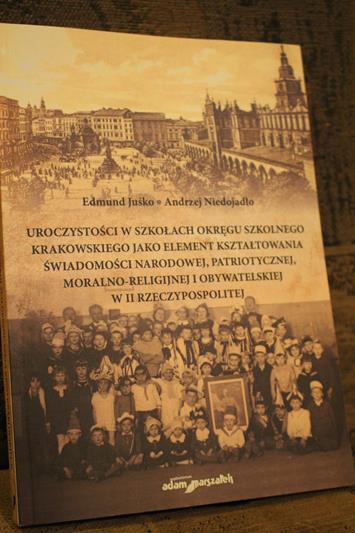 Edmund Juśko • Andrzej Niedojadło
UROCZYSTOŚCI W SZKOŁACH OKRĘGU SZKOLNEGO
KRAKOWSKIEGO JAKO ELEMENT KSZTAŁTOWANIA
ŚWIADOMOŚCI NARODOWEJ, PATRIOTYCZNEJ,
MORALNO-RELIGIJNEJ I OBYWATELSKIEJ
W II RZECZYPOSPOLITEJ
wydawnictwo
adam marszałek